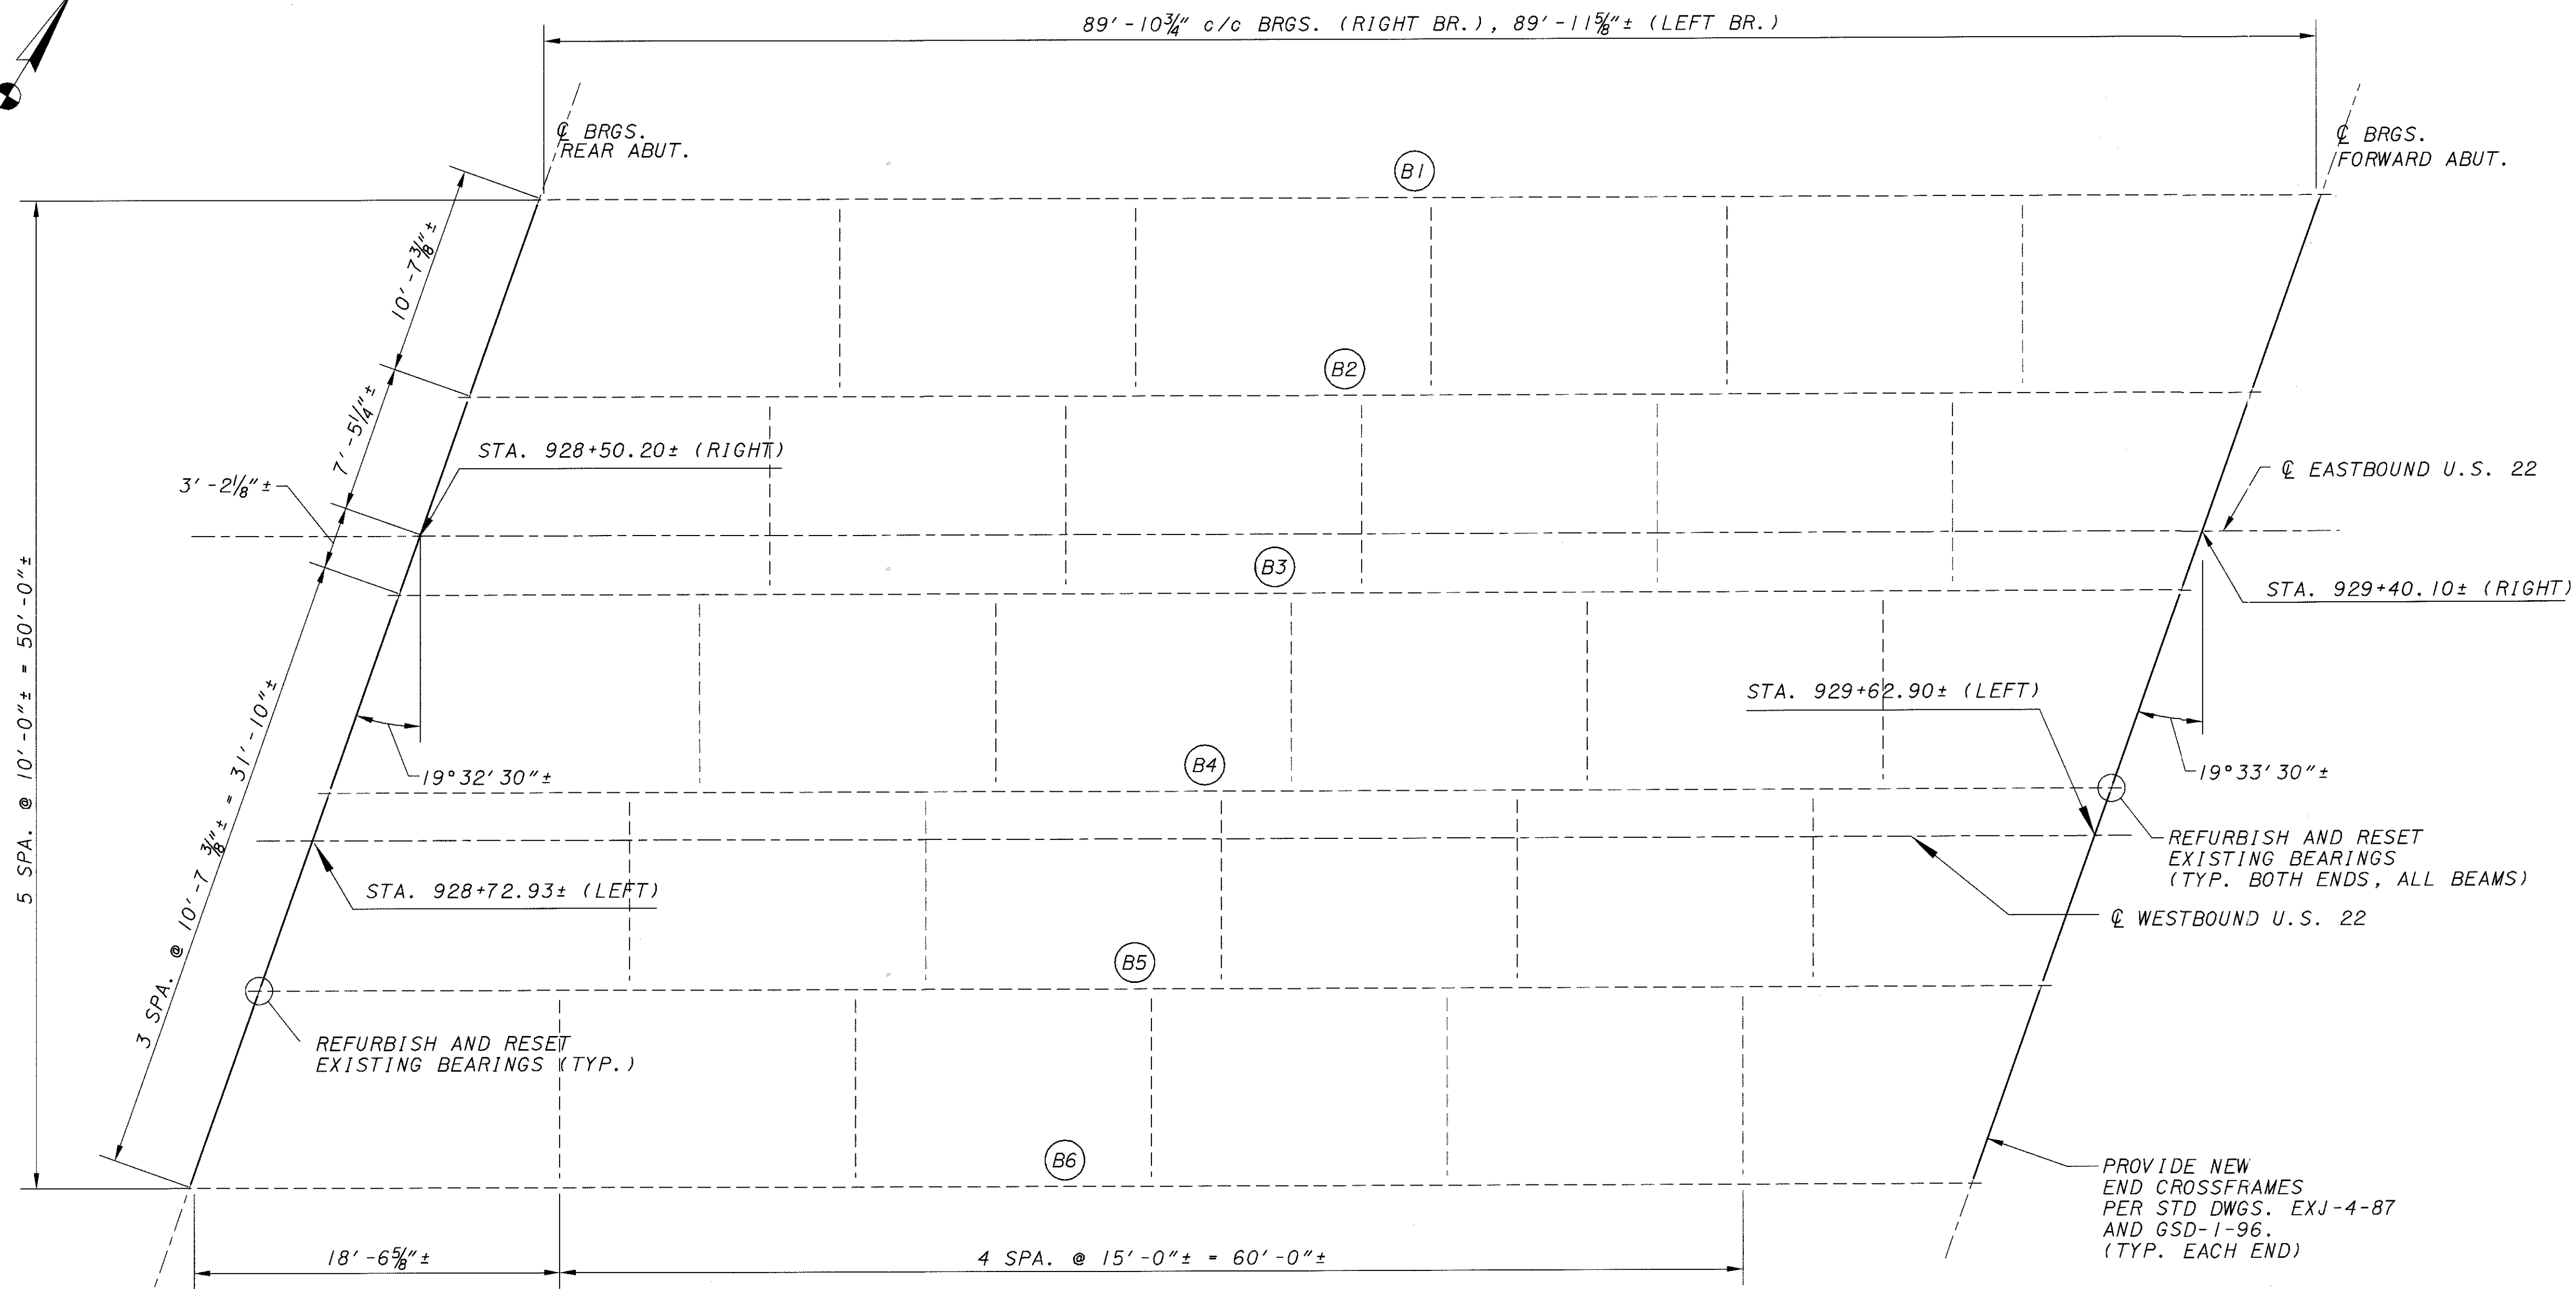 89'-10¾" c/c BRGS. (RIGHT BR.), 89'-11⅝"± (LEFT BR.)
℄ BRGS.
REAR ABUT.
℄ BRGS.
FORWARD ABUT.
B1
10'-7⅜"±
B2
7'-5¼"±
STA. 928+50.20± (RIGHT)
℄ EASTBOUND U.S. 22
3'-2⅛"±
B3
STA. 929+40.10± (RIGHT)
5 SPA. @ 10'-0"± = 50'-0"±
3 SPA. @ 10'-7 ⅜"± = 31'-10"±
STA. 929+62.90± (LEFT)
19°32'30"±
B4
19°33'30"±
REFURBISH AND RESET
EXISTING BEARINGS
(TYP. BOTH ENDS, ALL BEAMS)
STA. 928+72.93± (LEFT)
℄ WESTBOUND U.S. 22
B5
REFURBISH AND RESET
EXISTING BEARINGS (TYP.)
B6
PROVIDE NEW
END CROSSFRAMES
PER STD DWGS. EXJ-4-87
AND GSD-1-96.
(TYP. EACH END)
18'-6⅝"±
4 SPA. @ 15'-0"± = 60'-0"±